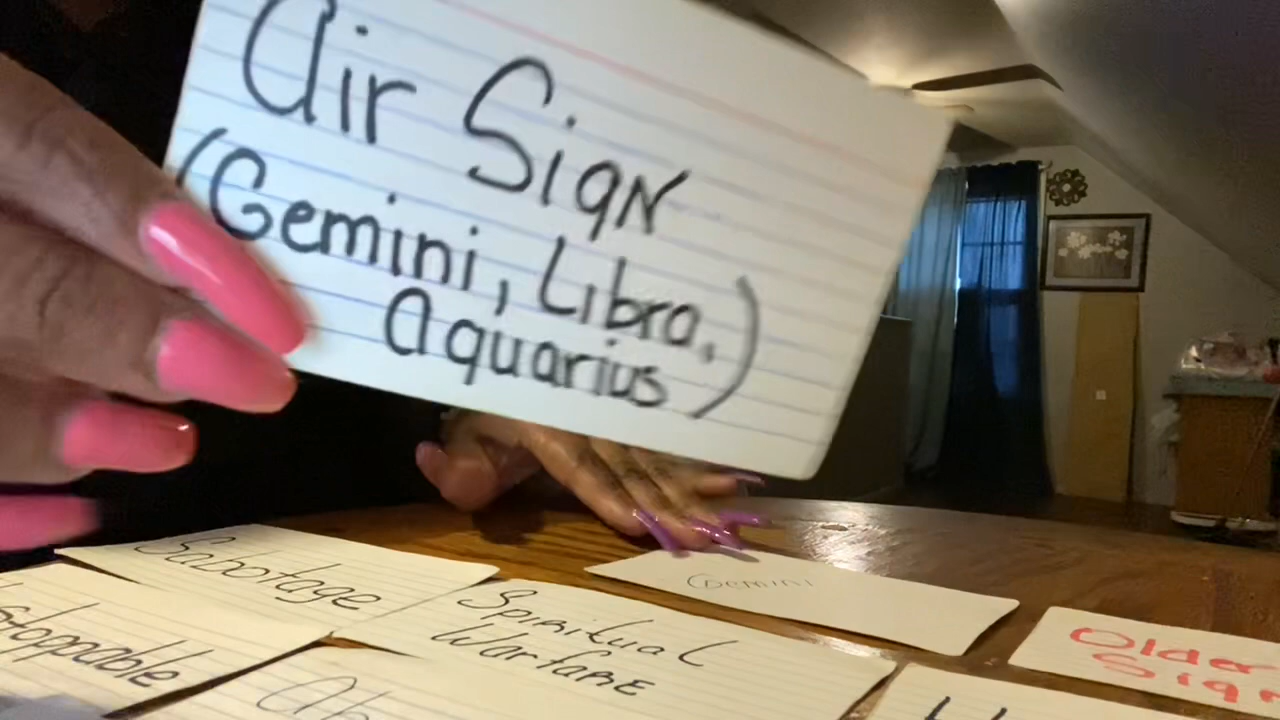 Air Sign
(Gemini, Libra,
Aquarius)
Sabotage
Spiritual
Warfare
Gemini
Older
Sign